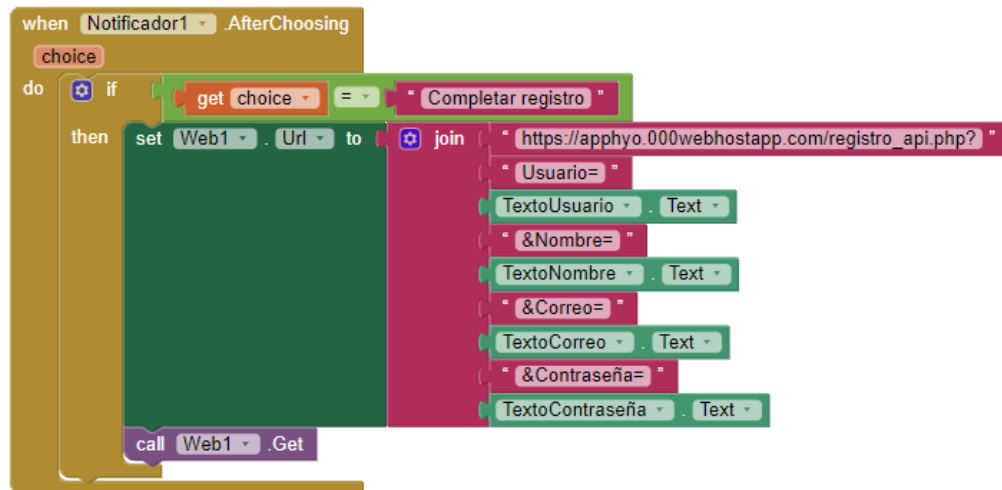 when Notificador1 .AfterChoosing
choice
do if get choice = " Completar registro "
then set Web1 . Url to join " https://apphyo.000webhostapp.com/registro_api.php? "
" Usuario= "
TextoUsuario . Text
" &Nombre= "
TextoNombre . Text
" &Correo= "
TextoCorreo . Text
" &Contraseña= "
TextoContraseña . Text
call Web1 .Get